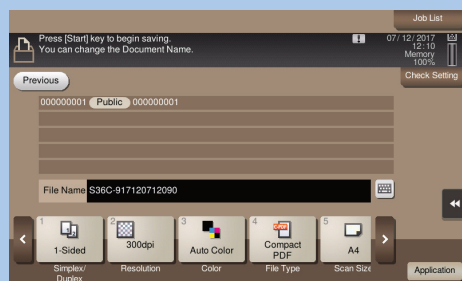 Job List
Press [Start] key to begin saving.
You can change the Document Name.
07/12/2017
12:10
Memory
100%
Previous
Check Setting
000000001 Public 000000001
File Name S36C-917120712090
1 2 3 4 5
1-Sided 300dpi Auto Color Compact PDF A4
Simplex/ Duplex Resolution Color File Type Scan Size
Application